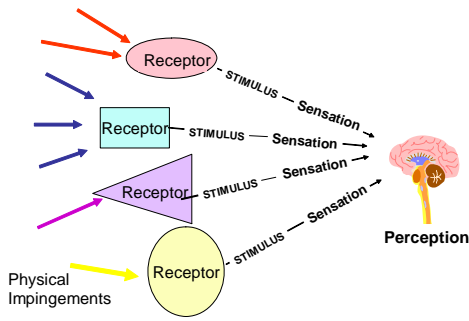 Receptor
STIMULUS
Sensation
Receptor
STIMULUS
Sensation
Receptor
STIMULUS
Sensation
Receptor
STIMULUS
Sensation
Perception
Physical
Impingements